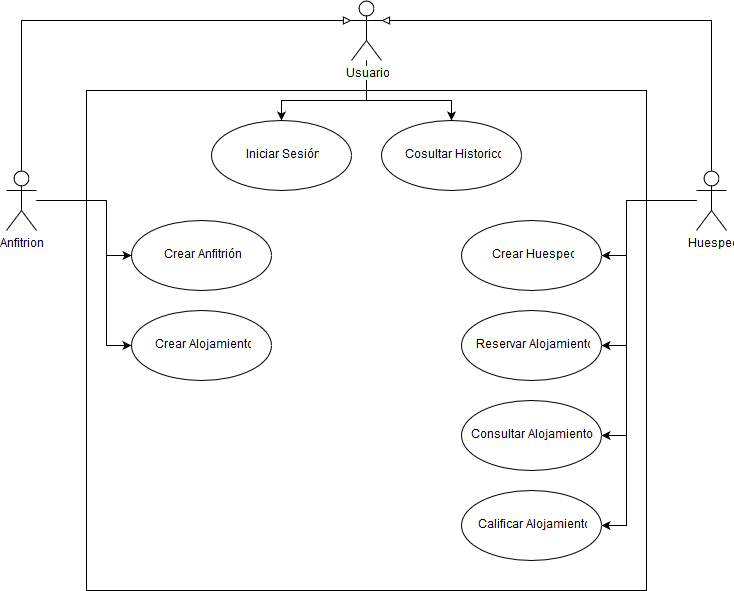 Usuario
Iniciar Sesión
Cosultar Historico
Anfitrion
Huesped
Crear Anfitrión
Crear Huesped
Crear Alojamiento
Reservar Alojamiento
Consultar Alojamiento
Calificar Alojamiento